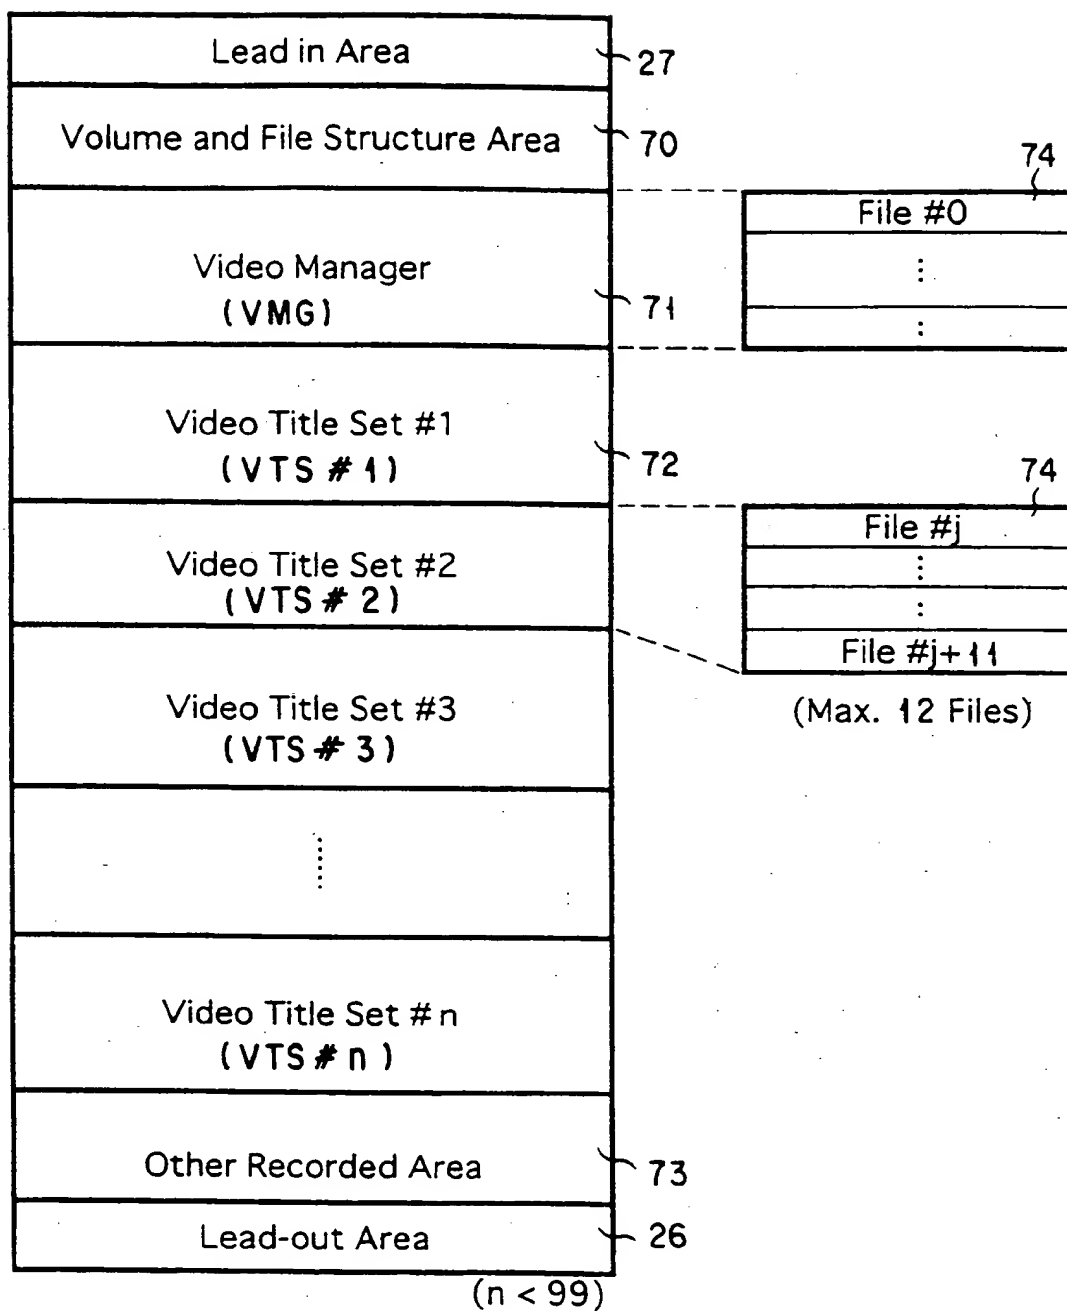 Lead in Area
27
Volume and File Structure Area
70
74
File #0
Video Manager
(VMG)
71
Video Title Set #1
(VTS # 1)
72
74
File #j
Video Title Set #2
(VTS # 2)
File #j+11
(Max. 12 Files)
Video Title Set #3
(VTS # 3)
Video Title Set #n
(VTS # n)
Other Recorded Area
73
Lead-out Area
26
(n < 99)